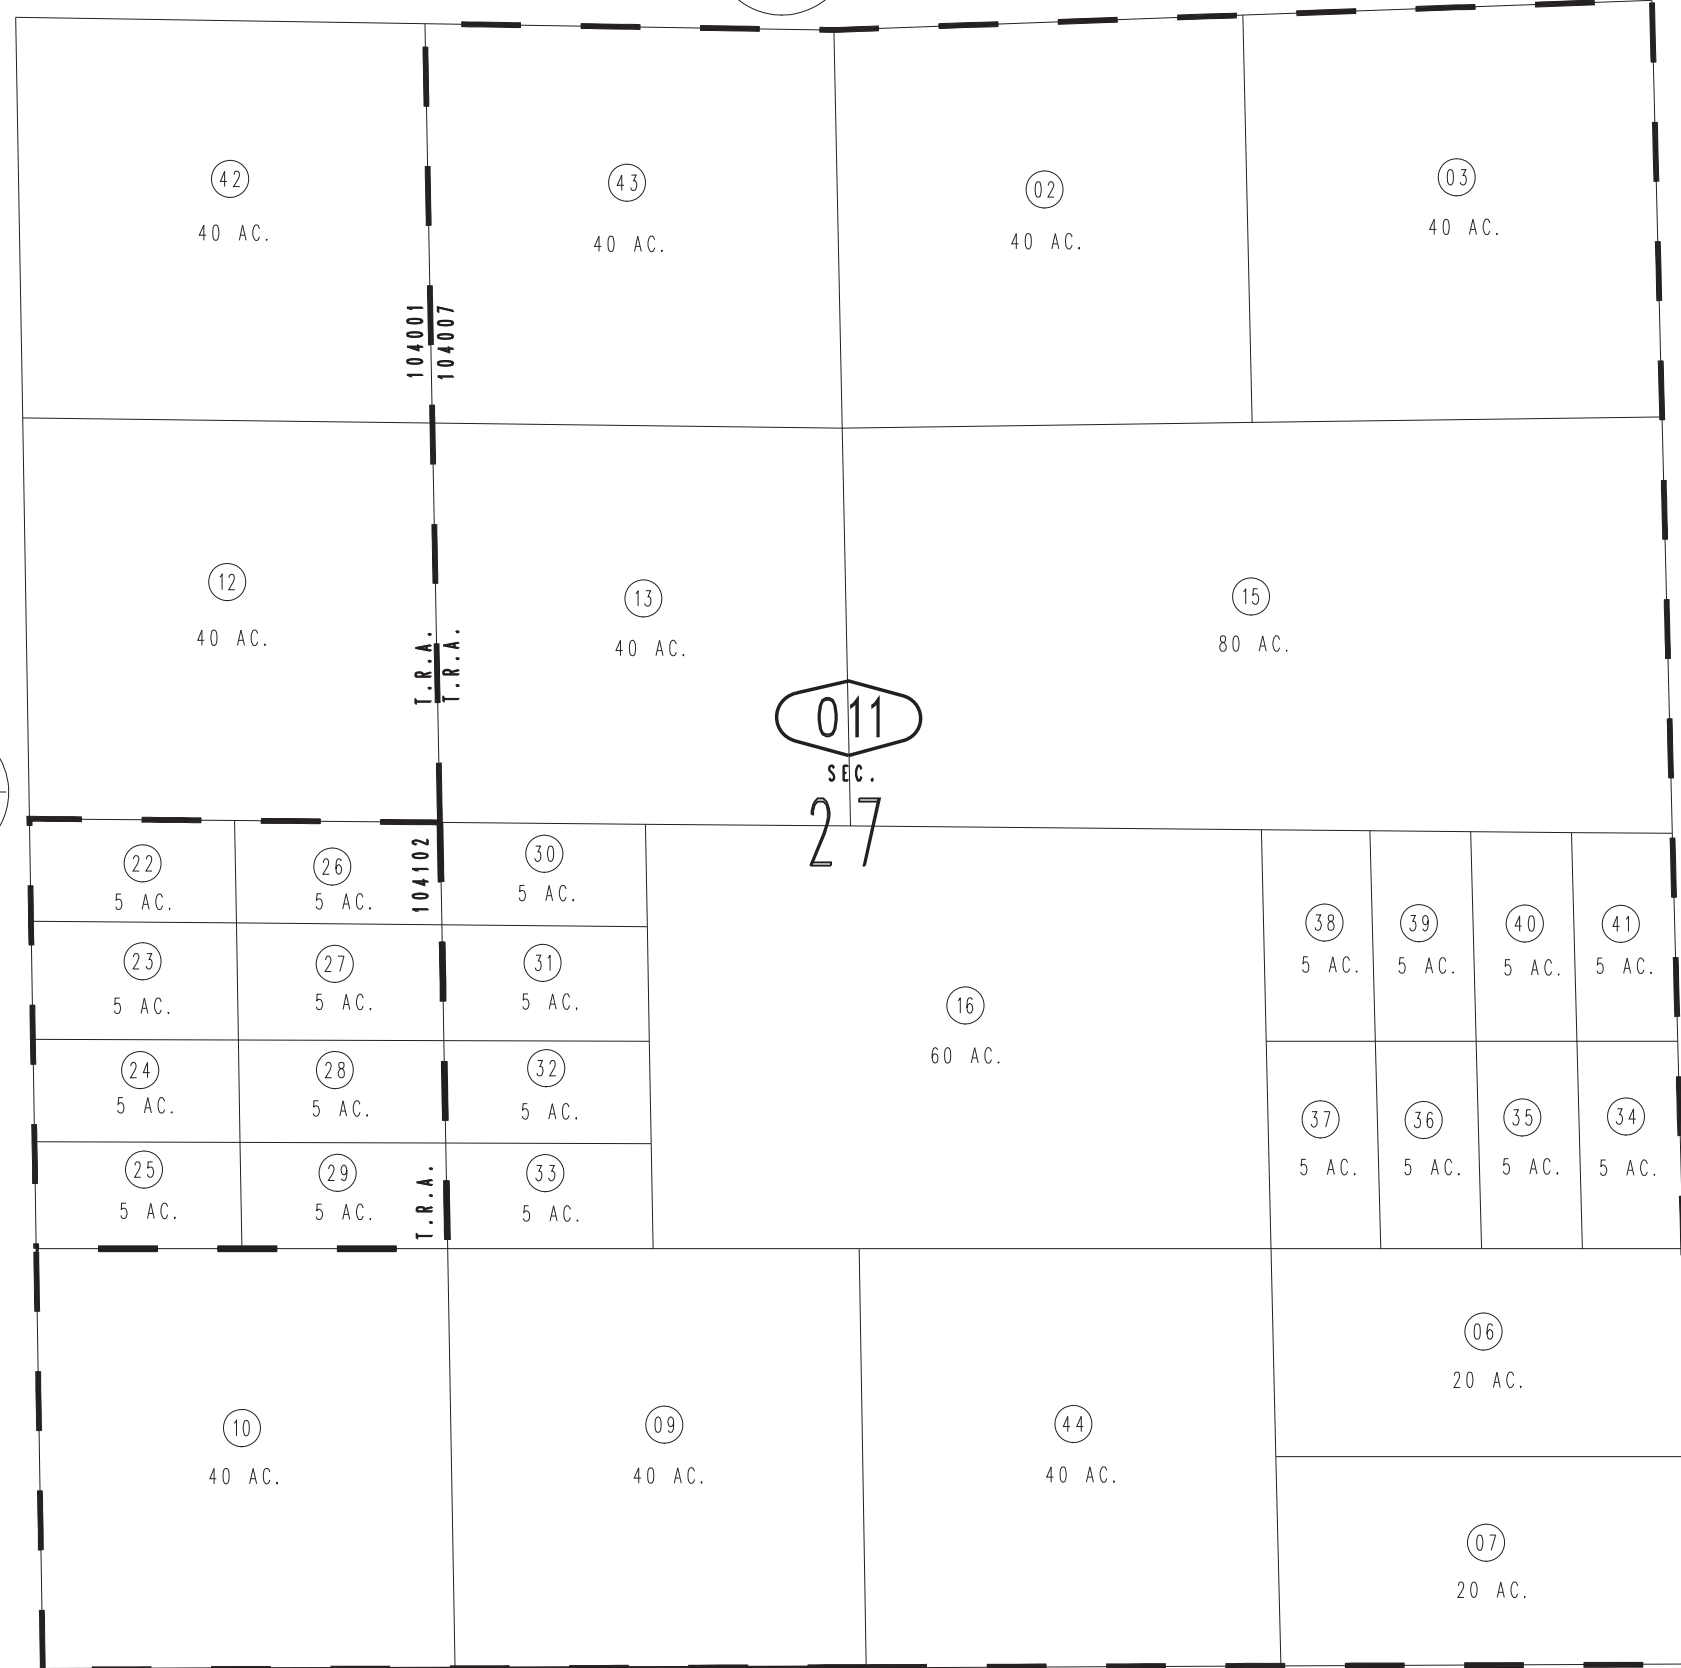 42
40 AC.
43
40 AC.
02
40 AC.
03
40 AC.
104001
104007
12
40 AC.
13
40 AC.
15
80 AC.
T.R.A.
T.R.A.
011
SEC.
27
22
5 AC.
26
5 AC.
104102
30
5 AC.
23
5 AC.
27
5 AC.
31
5 AC.
24
5 AC.
28
5 AC.
32
5 AC.
25
5 AC.
29
5 AC.
T.R.A.
33
5 AC.
16
60 AC.
38
5 AC.
39
5 AC.
40
5 AC.
41
5 AC.
37
5 AC.
36
5 AC.
35
5 AC.
34
5 AC.
10
40 AC.
09
40 AC.
44
40 AC.
06
20 AC.
07
20 AC.